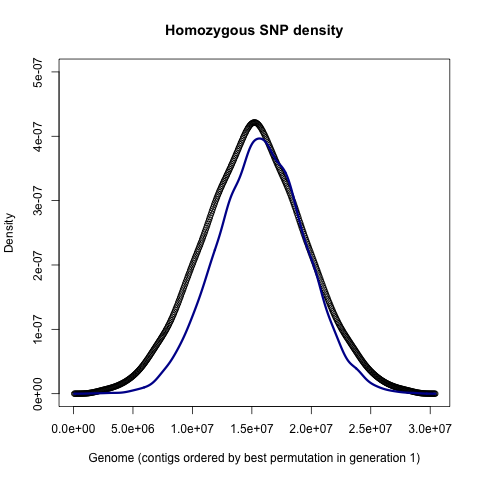 Homozygous SNP density
5e-07
4e-07
3e-07
2e-07
1e-07
0e+00
Density
0.0e+00 5.0e+06 1.0e+07 1.5e+07 2.0e+07 2.5e+07 3.0e+07
Genome (contigs ordered by best permutation in generation 1)